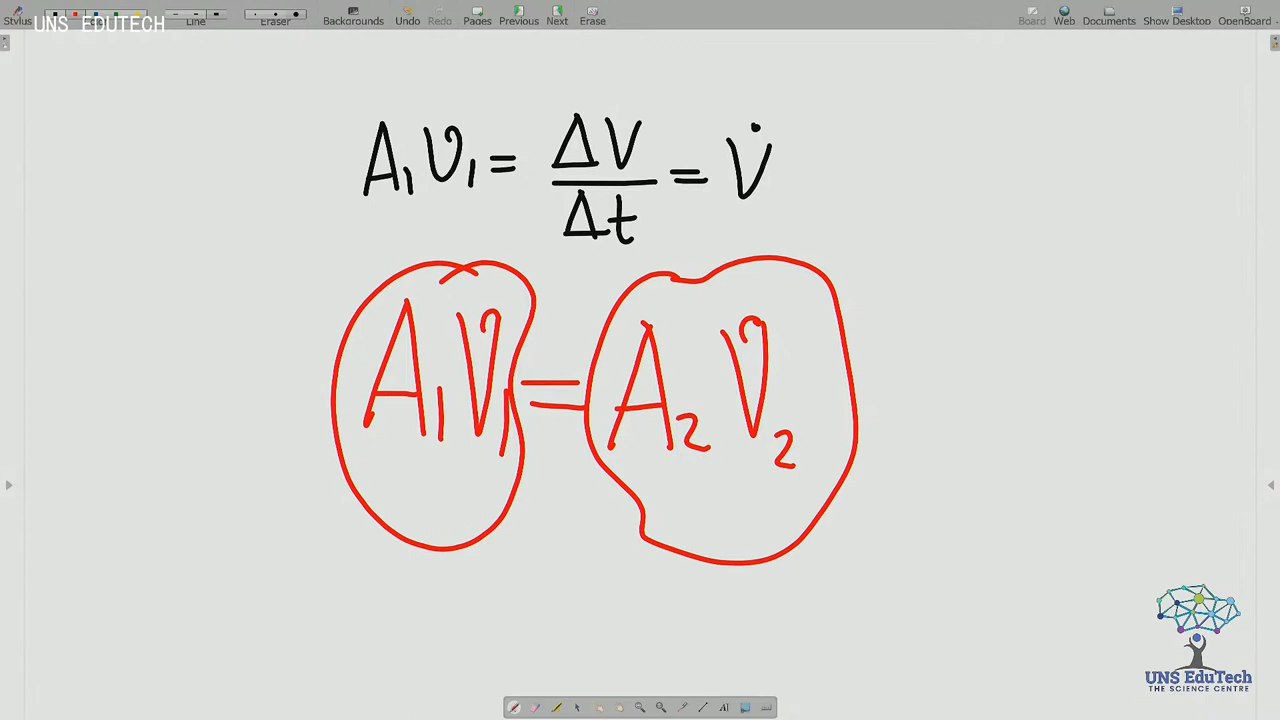 Stylus Line Eraser Backgrounds Undo Redo Pages Previous Next Erase Board Web Documents Show Desktop OpenBoard
UNS EDUTECH
A₁V₁ = ΔV/Δt = V̇
A₁V₁ = A₂V₂
UNS EduTech
THE SCIENCE CENTRE